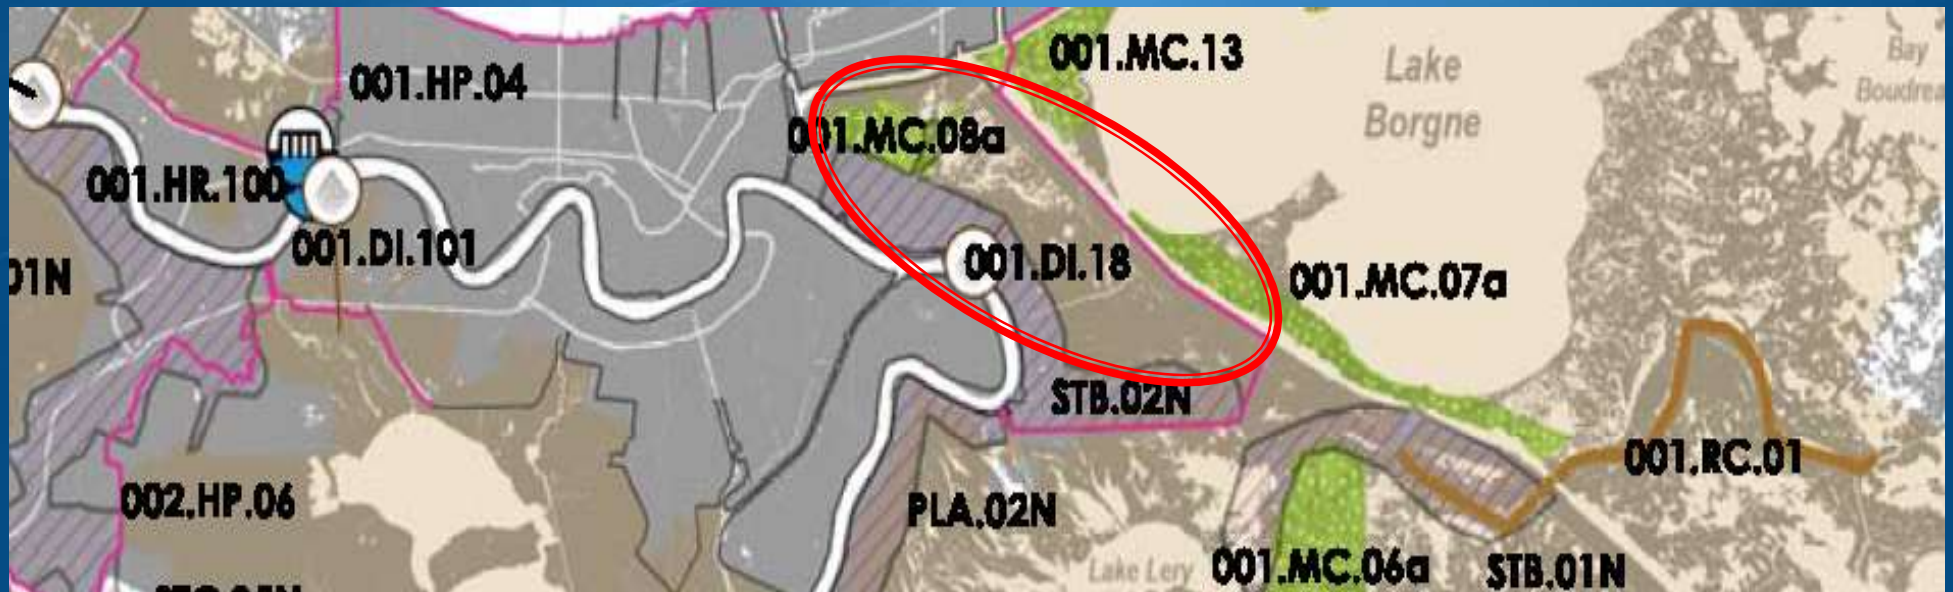 001.MC.13
Lake
Borgne
Bay
001.HP.04
001.MC.08a
001.HR.100
001.DI.101
01N
001.DI.18
001.MC.07a
STB.02N
001.RC.01
002.HP.06
PLA.02N
Lake Lery
001.MC.06a
STB.01N